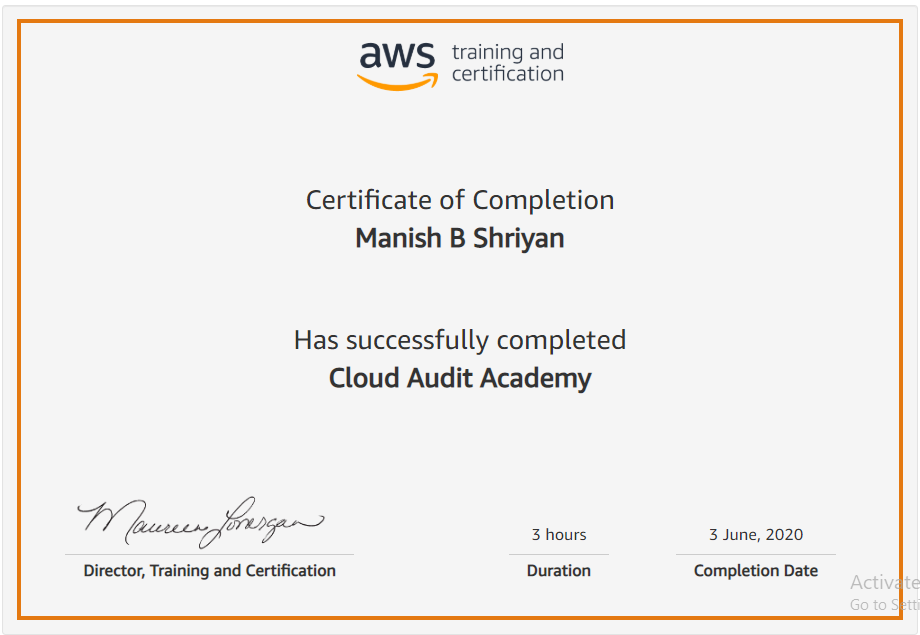 aws training and
certification
Certificate of Completion
Manish B Shriyan
Has successfully completed
Cloud Audit Academy
Maureen Lonergan
3 hours
3 June, 2020
Director, Training and Certification
Duration
Completion Date
Activate
Go to Setti